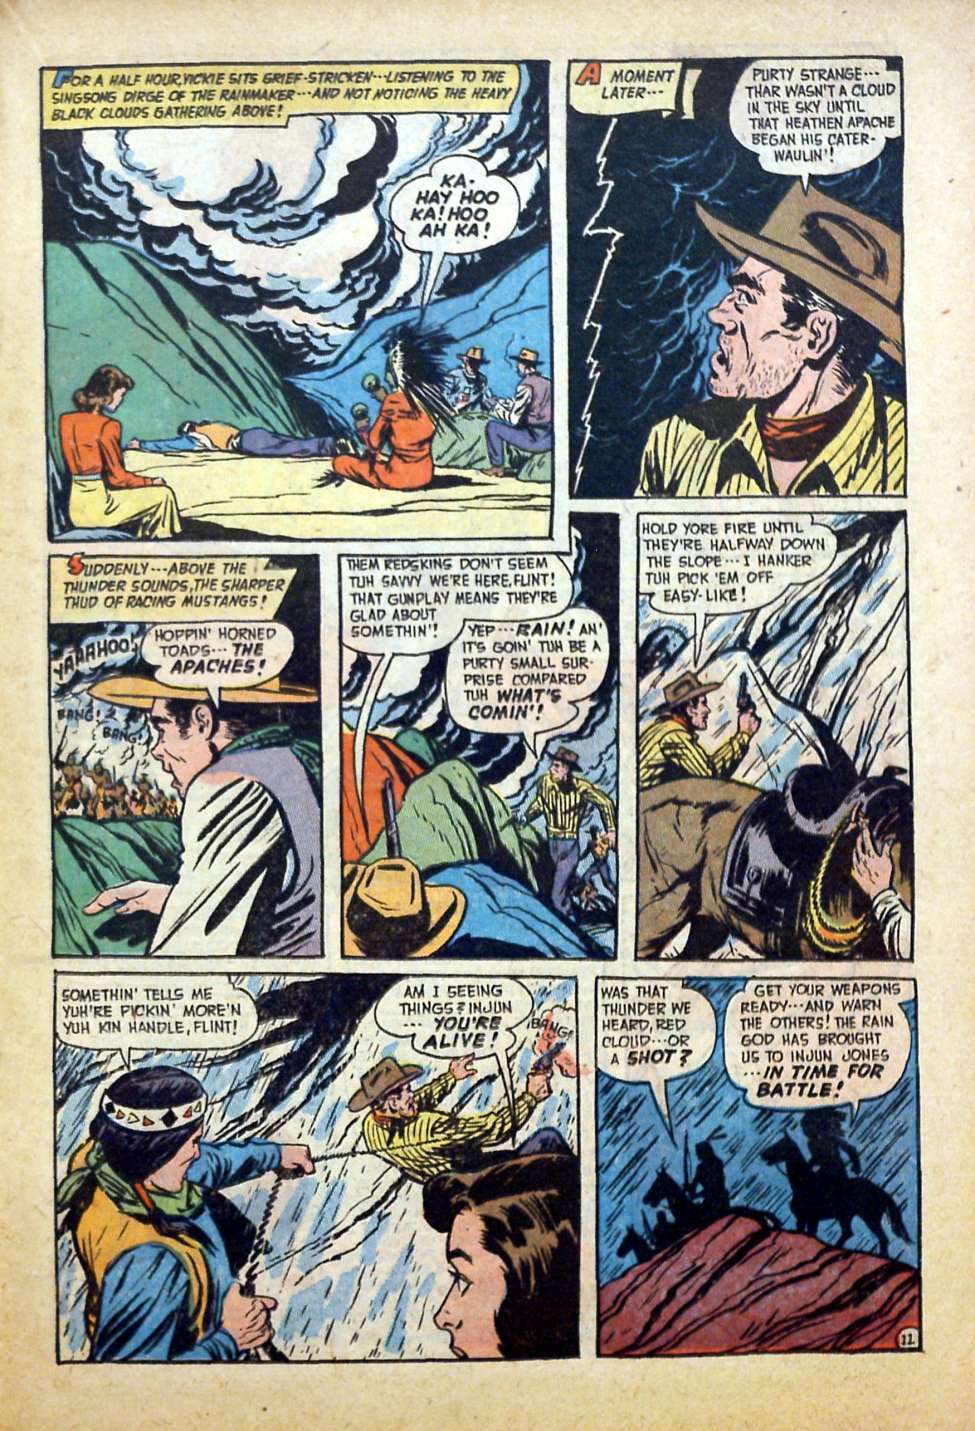 FOR A HALF HOUR, VICKIE SITS GRIEF-STRICKEN---LISTENING TO THE
SINGSONG DIRGE OF THE RAINMAKER---AND NOT NOTICING THE HEAVY
BLACK CLOUDS GATHERING ABOVE!
KA-
HAY HOO
KA! HOO
AH KA!
A MOMENT
LATER---
PURTY STRANGE---
THAR WASN'T A CLOUD
IN THE SKY UNTIL
THAT HEATHEN APACHE
BEGAN HIS CATER-
WAULIN'!
SUDDENLY---ABOVE THE
THUNDER SOUNDS, THE SHARPER
THUD OF RACING MUSTANGS!
YAAAHOO!
HOPPIN' HORNED
TOADS---THE
APACHES!
BANG!
BANG!
THEM REDSKINS DON'T SEEM
TUH SAVVY WE'RE HERE, FLINT!
THAT GUNPLAY MEANS THEY'RE
GLAD ABOUT
SOMETHIN'!
YEP---RAIN! AN'
IT'S GOIN' TUH BE A
PURTY SMALL SUR-
PRISE COMPARED
TUH WHAT'S
COMIN'!
HOLD YORE FIRE UNTIL
THEY'RE HALFWAY DOWN
THE SLOPE---I HANKER
TUH PICK 'EM OFF
EASY-LIKE!
SOMETHIN' TELLS ME
YUH'RE PICKIN' MORE'N
YUH KIN HANDLE, FLINT!
AM I SEEING
THINGS? INJUN
---YOU'RE
ALIVE!
BANG!
WAS THAT
THUNDER WE
HEARD, RED
CLOUD---OR
A SHOT?
GET YOUR WEAPONS
READY---AND WARN
THE OTHERS! THE RAIN
GOD HAS BROUGHT
US TO INJUN JONES
---IN TIME FOR
BATTLE!
11